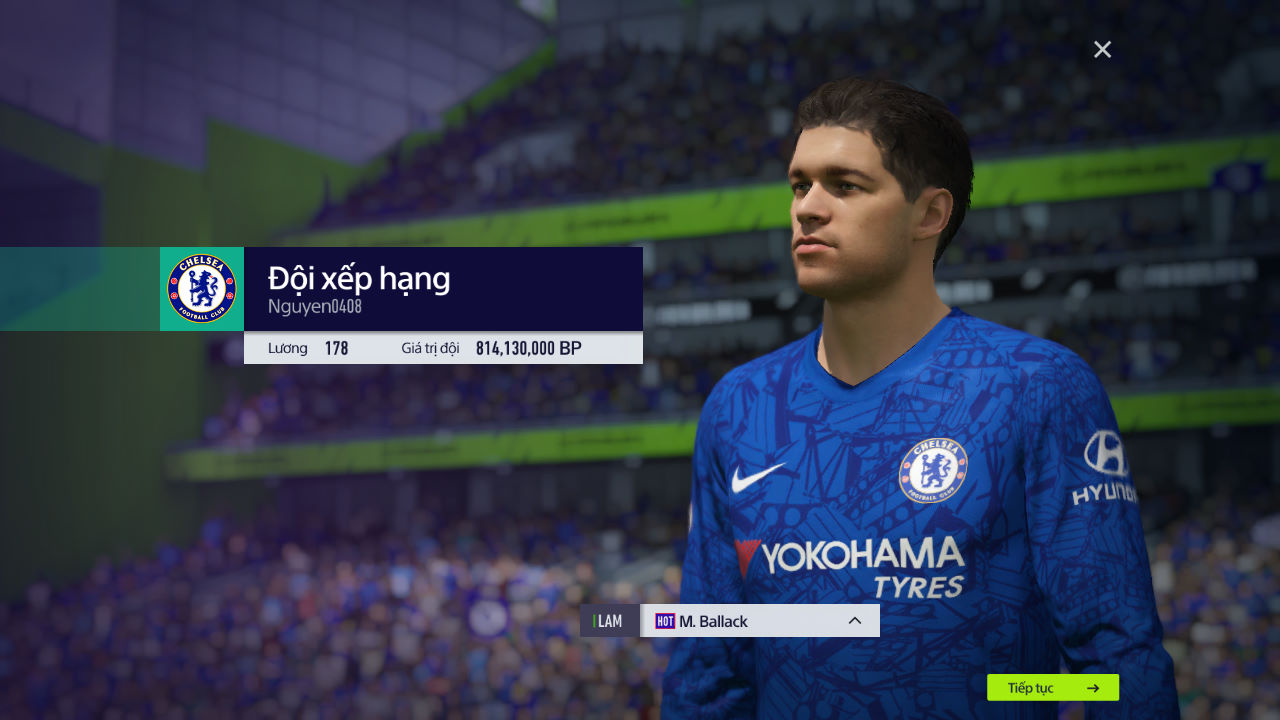 CHELSEA
FOOTBALL CLUB
Đội xếp hạng
Nguyen0408
Lương 178 Giá trị đội 814,130,000 BP
CHELSEA
FOOTBALL CLUB
YOKOHAMA
TYRES
LAM HOT M. Ballack
Tiếp tục